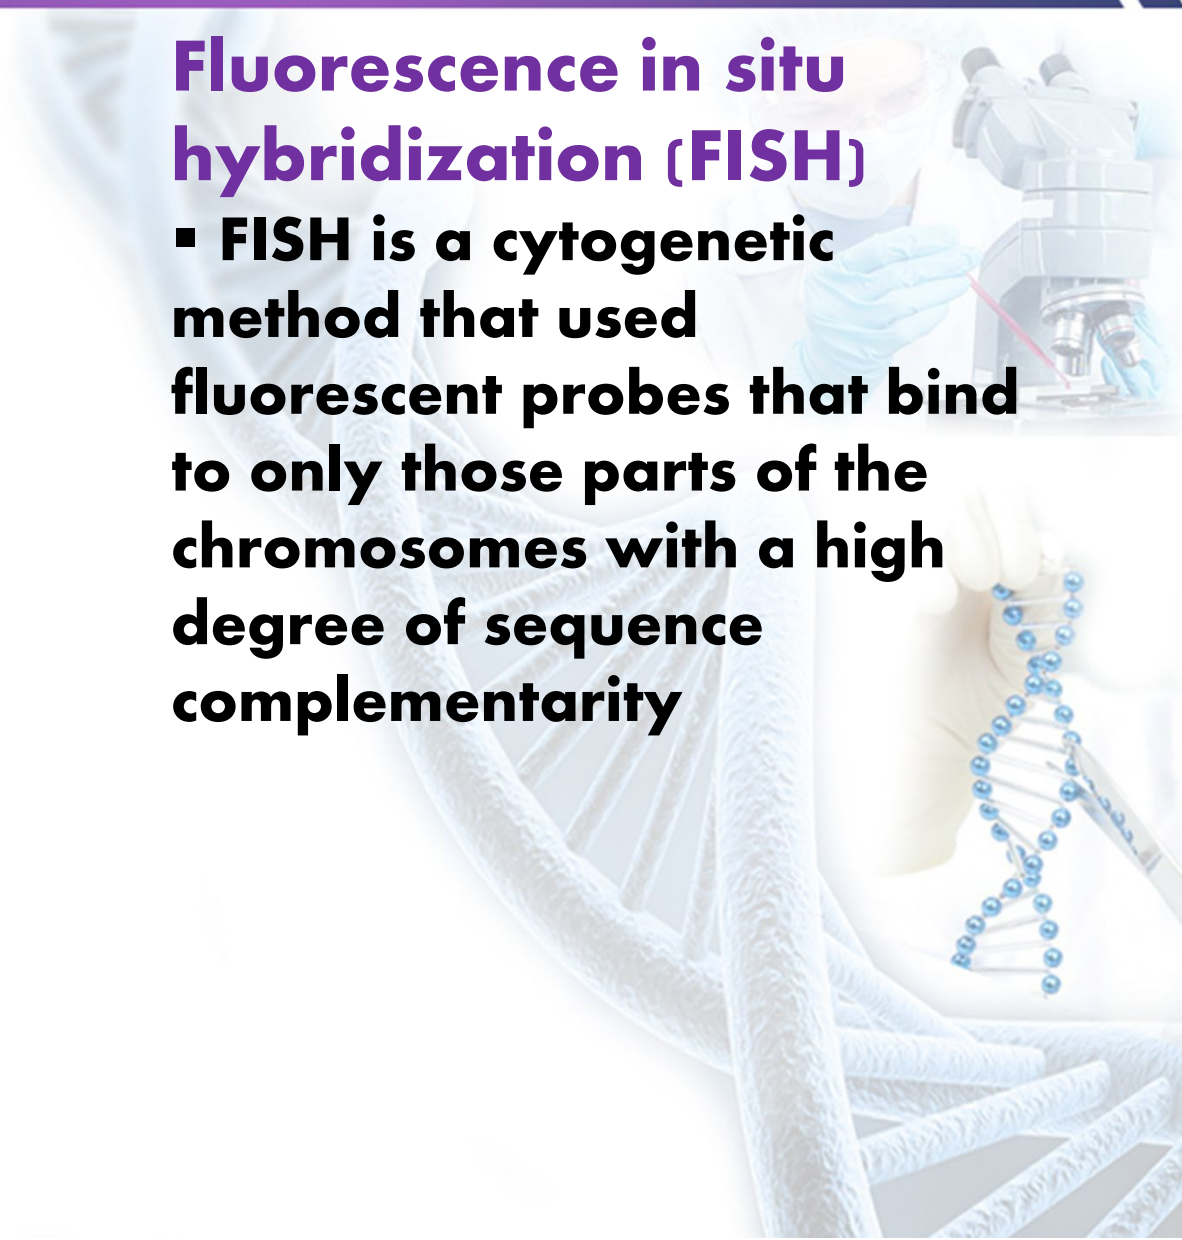 Fluorescence in situ
hybridization (FISH)
▪ FISH is a cytogenetic
method that used
fluorescent probes that bind
to only those parts of the
chromosomes with a high
degree of sequence
complementarity